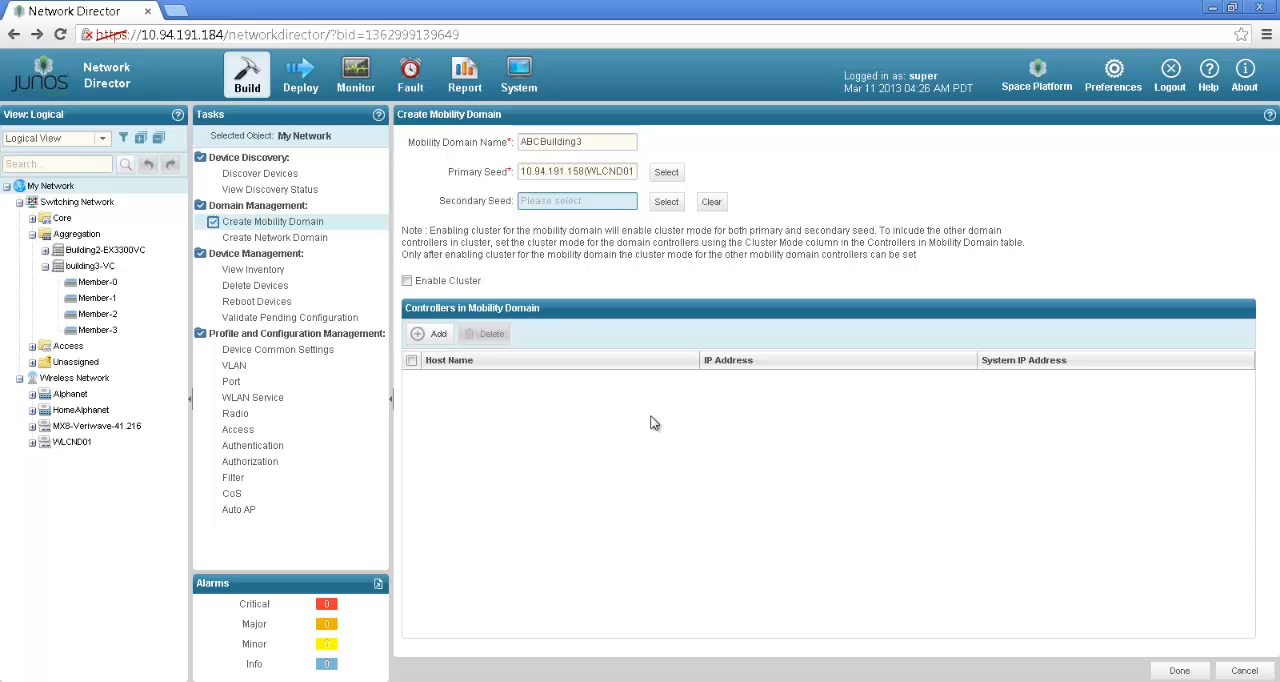 Network Director
https://10.94.191.184/networkdirector/?bid=1362999139649
JUNOS
Network
Director
Build
Deploy
Monitor
Fault
Report
System
Logged in as: super
Mar 11 2013 04:26 AM PDT
Space Platform
Preferences
Logout
Help
About
View: Logical
Logical View
Search...
My Network
Switching Network
Core
Aggregation
Building2-EX3300VC
building3-VC
Member-0
Member-1
Member-2
Member-3
Access
Unassigned
Wireless Network
Alphanet
HomeAlphanet
MX8-Veriwave-41.216
WLCND01
Tasks
Selected Object: My Network
Device Discovery:
Discover Devices
View Discovery Status
Domain Management:
Create Mobility Domain
Create Network Domain
Device Management:
View Inventory
Delete Devices
Reboot Devices
Validate Pending Configuration
Profile and Configuration Management:
Device Common Settings
VLAN
Port
WLAN Service
Radio
Access
Authentication
Authorization
Filter
CoS
Auto AP
Alarms
Critical 0
Major 0
Minor 0
Info 0
Create Mobility Domain
Mobility Domain Name*: ABCBuilding3
Primary Seed*: 10.94.191.158(WLCND01 Select
Secondary Seed: Please select Select Clear
Note : Enabling cluster for the mobility domain will enable cluster mode for both primary and secondary seed. To inlcude the other domain
controllers in cluster, set the cluster mode for the domain controllers using the Cluster Mode column in the Controllers in Mobility Domain table.
Only after enabling cluster for the mobility domain the cluster mode for the other mobility domain controllers can be set
Enable Cluster
Controllers in Mobility Domain
Add Delete
Host Name IP Address System IP Address
Done Cancel